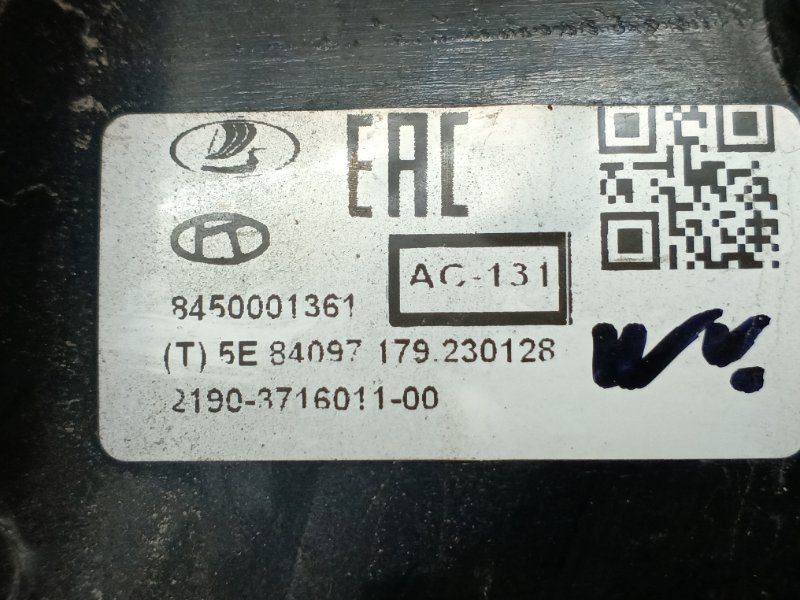 EAC
AC-131
8450001361
(T) 5E 84097 179.230128
2190-3716011-00